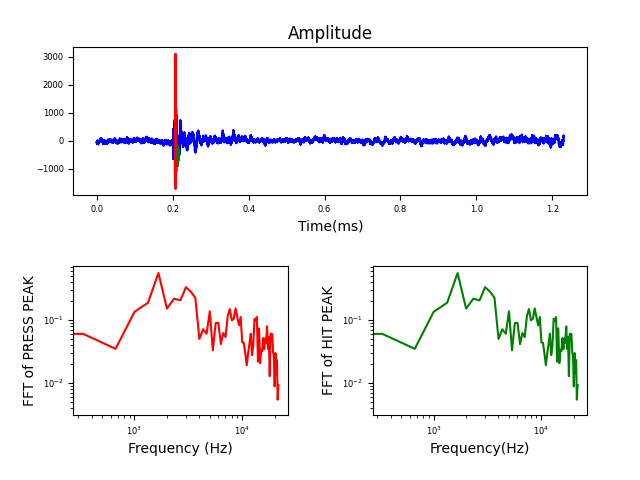 Amplitude
3000
2000
1000
0
−1000
0.0 0.2 0.4 0.6 0.8 1.0 1.2
Time(ms)
FFT of PRESS PEAK
10⁻¹
10⁻²
10³ 10⁴
Frequency (Hz)
FFT of HIT PEAK
10⁻¹
10⁻²
10³ 10⁴
Frequency(Hz)